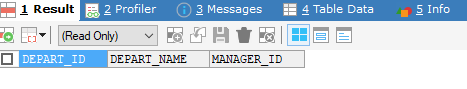 1 Result 2 Profiler 3 Messages 4 Table Data 5 Info
(Read Only)
DEPART_ID DEPART_NAME MANAGER_ID